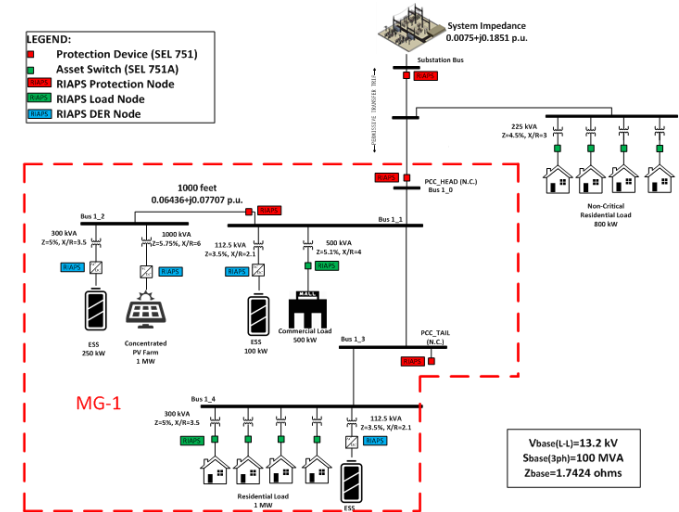 System Impedance
0.0075+j0.1851 p.u.
Substation Bus
LEGEND:
Protection Device (SEL 751)
Asset Switch (SEL 751A)
RIAPS RIAPS Protection Node
RIAPS RIAPS Load Node
RIAPS RIAPS DER Node
RIAPS
PERMISSIVE TRANSFER TRIP
225 kVA
Z=4.5%, X/R=3
Non-Critical
Residential Load
800 kW
RIAPS
PCC_HEAD (N.C.)
Bus 1_0
1000 feet
0.06436+j0.07707 p.u.
RIAPS
Bus 1_2
Bus 1_1
300 kVA
Z=5%, X/R=3.5
1000 kVA
Z=5.75%, X/R=6
112.5 kVA
Z=3.5%, X/R=2.1
500 kVA
Z=5.1%, X/R=4
RIAPS
RIAPS
RIAPS
RIAPS
MALL
ESS
250 kW
Concentrated
PV Farm
1 MW
ESS
100 kW
Commercial Load
500 kW
PCC_TAIL
(N.C.)
Bus 1_3
RIAPS
MG-1
Bus 1_4
300 kVA
Z=5%, X/R=3.5
112.5 kVA
Z=3.5%, X/R=2.1
RIAPS
RIAPS
Residential Load
1 MW
ESS
Vbase(L-L)=13.2 kV
Sbase(3ph)=100 MVA
Zbase=1.7424 ohms